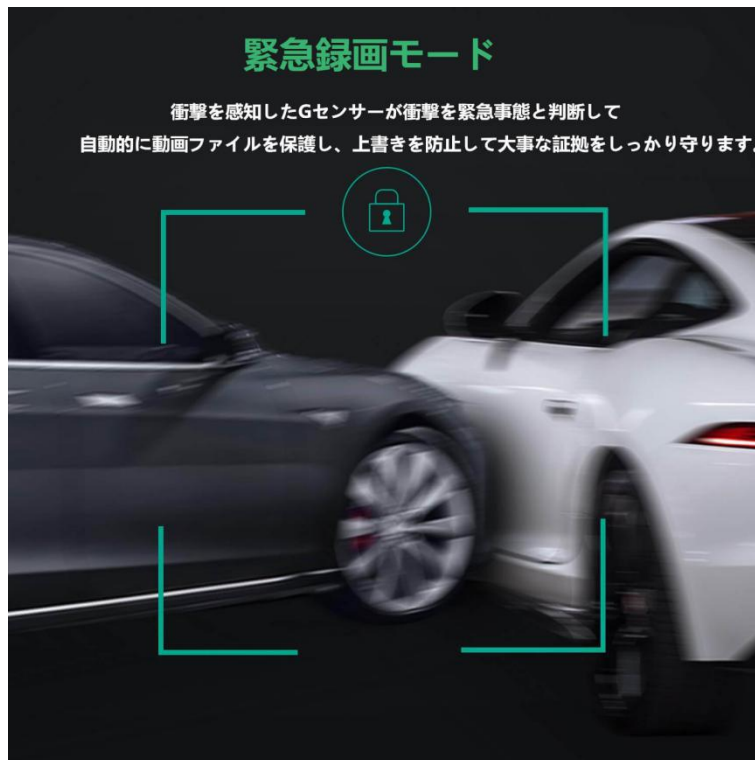 緊急録画モード
衝撃を感知したGセンサーが衝撃を緊急事態と判断して
自動的に動画ファイルを保護し、上書きを防止して大事な証拠をしっかり守ります。